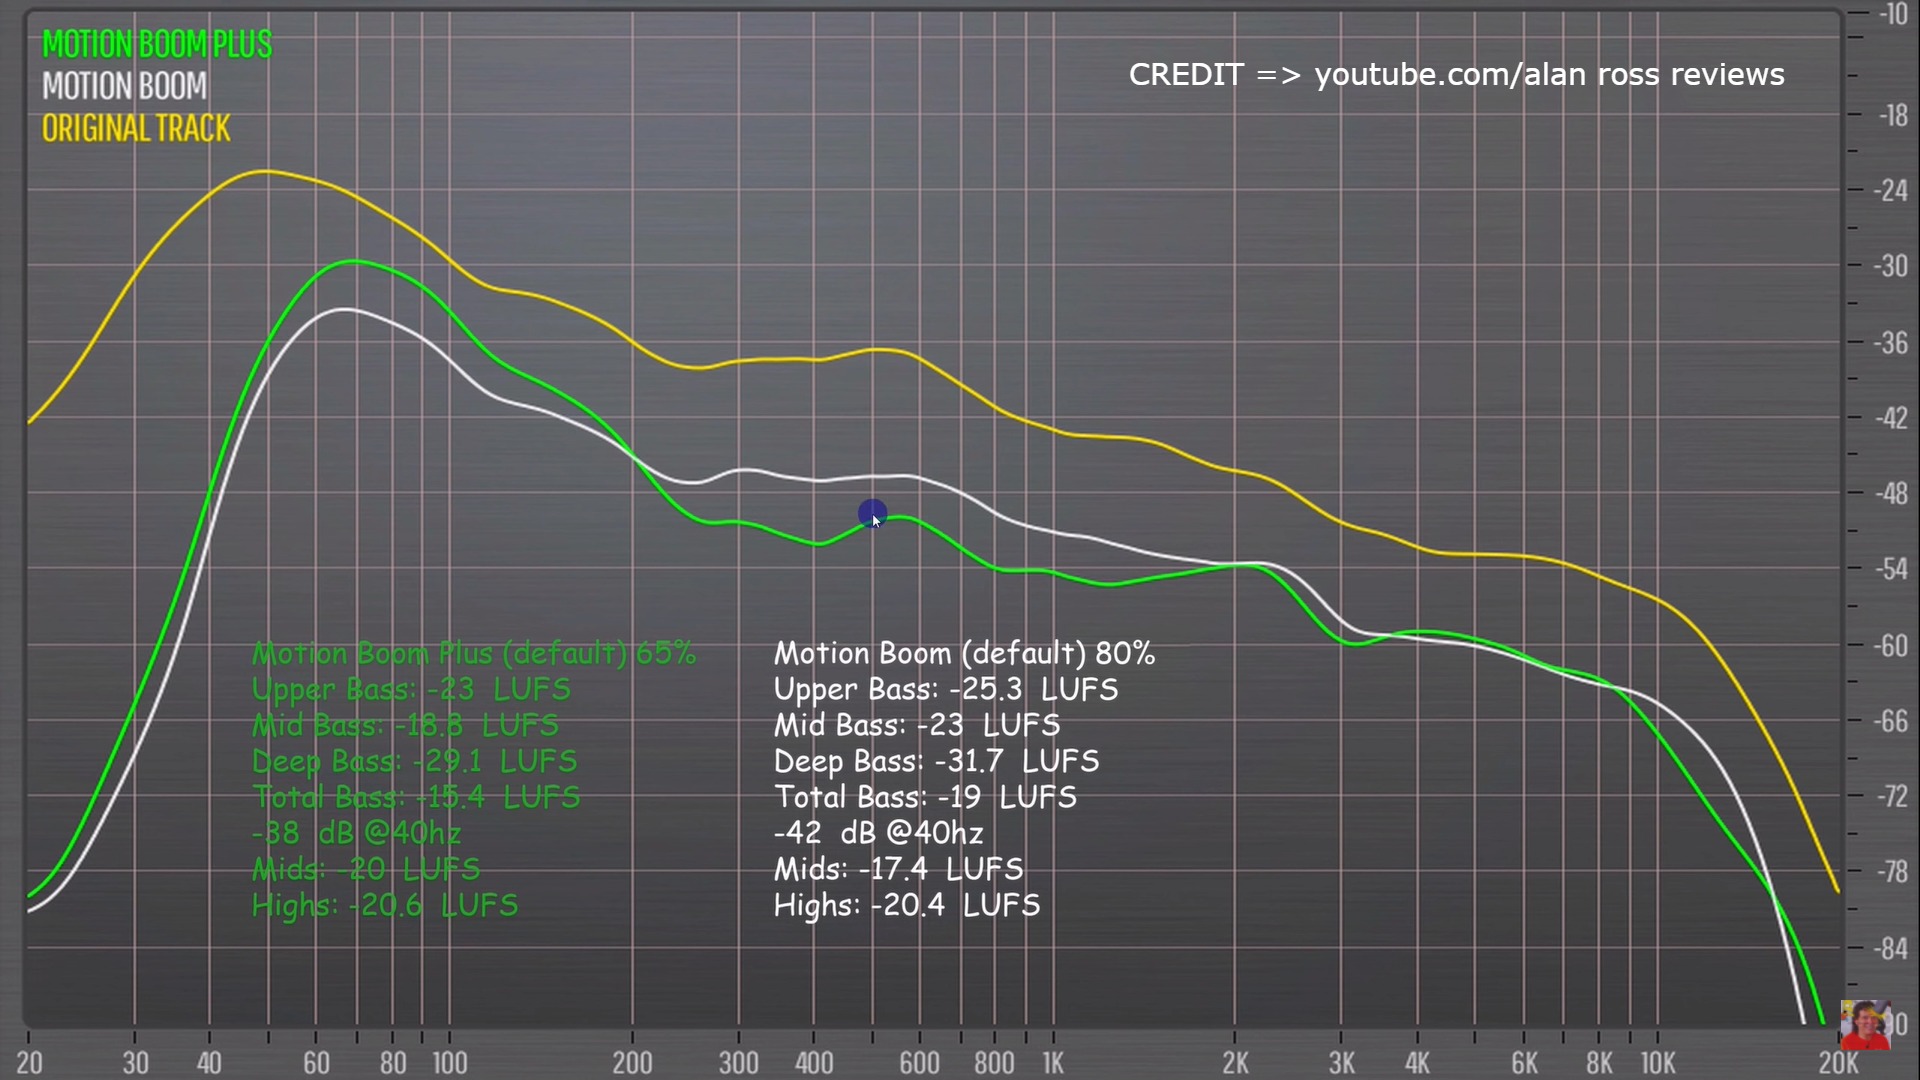 MOTION BOOM PLUS
MOTION BOOM
ORIGINAL TRACK
CREDIT => youtube.com/alan ross reviews
-10
-18
-24
-30
-36
-42
-48
-54
-60
-66
-72
-78
-84
Motion Boom Plus (default) 65%
Upper Bass: -23 LUFS
Mid Bass: -18.8 LUFS
Deep Bass: -29.1 LUFS
Total Bass: -15.4 LUFS
-38 dB @40hz
Mids: -20 LUFS
Highs: -20.6 LUFS
Motion Boom (default) 80%
Upper Bass: -25.3 LUFS
Mid Bass: -23 LUFS
Deep Bass: -31.7 LUFS
Total Bass: -19 LUFS
-42 dB @40hz
Mids: -17.4 LUFS
Highs: -20.4 LUFS
20 30 40 60 80 100 200 300 400 600 800 1K 2K 3K 4K 6K 8K 10K 20K